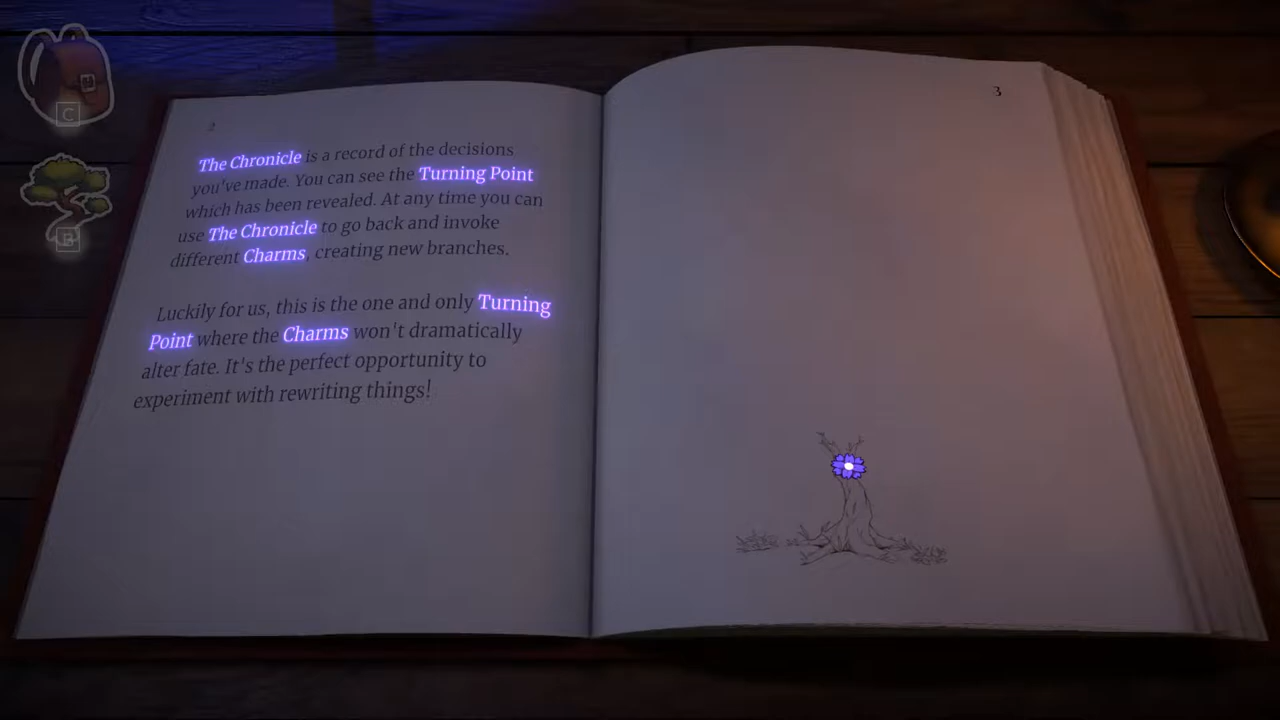 2
3
The Chronicle is a record of the decisions
you've made. You can see the Turning Point
which has been revealed. At any time you can
use The Chronicle to go back and invoke
different Charms, creating new branches.
Luckily for us, this is the one and only Turning
Point where the Charms won't dramatically
alter fate. It's the perfect opportunity to
experiment with rewriting things!
C
B